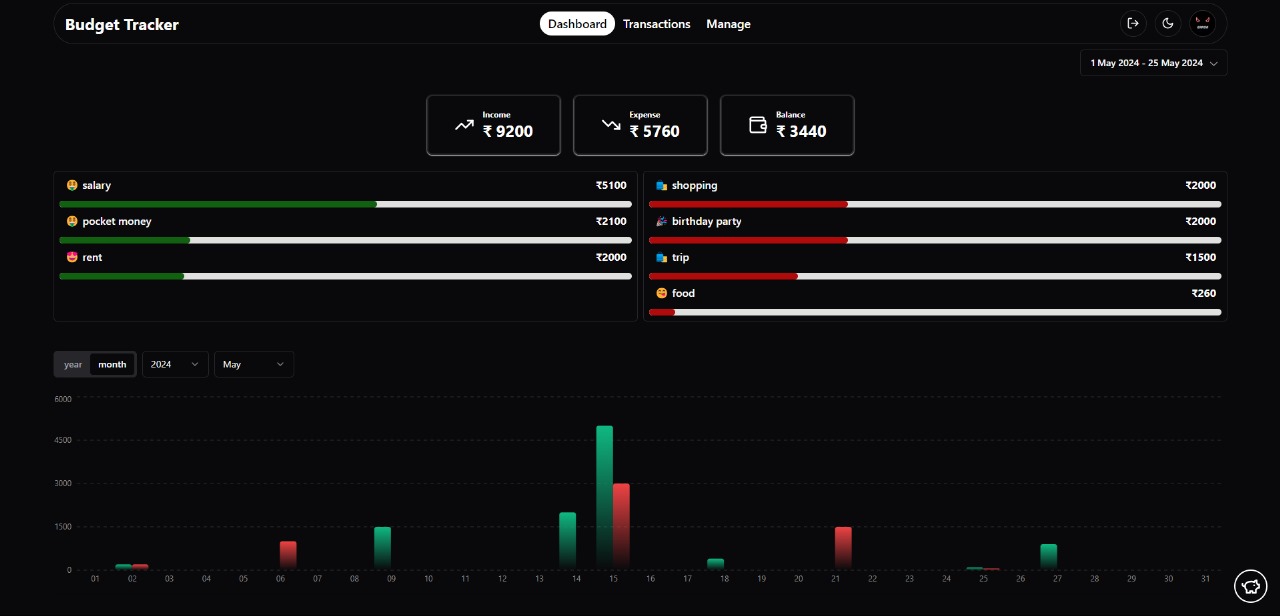 Budget Tracker
Dashboard Transactions Manage
1 May 2024 - 25 May 2024
Income
₹ 9200
Expense
₹ 5760
Balance
₹ 3440
salary ₹5100
pocket money ₹2100
rent ₹2000
shopping ₹2000
birthday party ₹2000
trip ₹1500
food ₹260
year month 2024 May
6000
4500
3000
1500
0
01 02 03 04 05 06 07 08 09 10 11 12 13 14 15 16 17 18 19 20 21 22 23 24 25 26 27 28 29 30 31